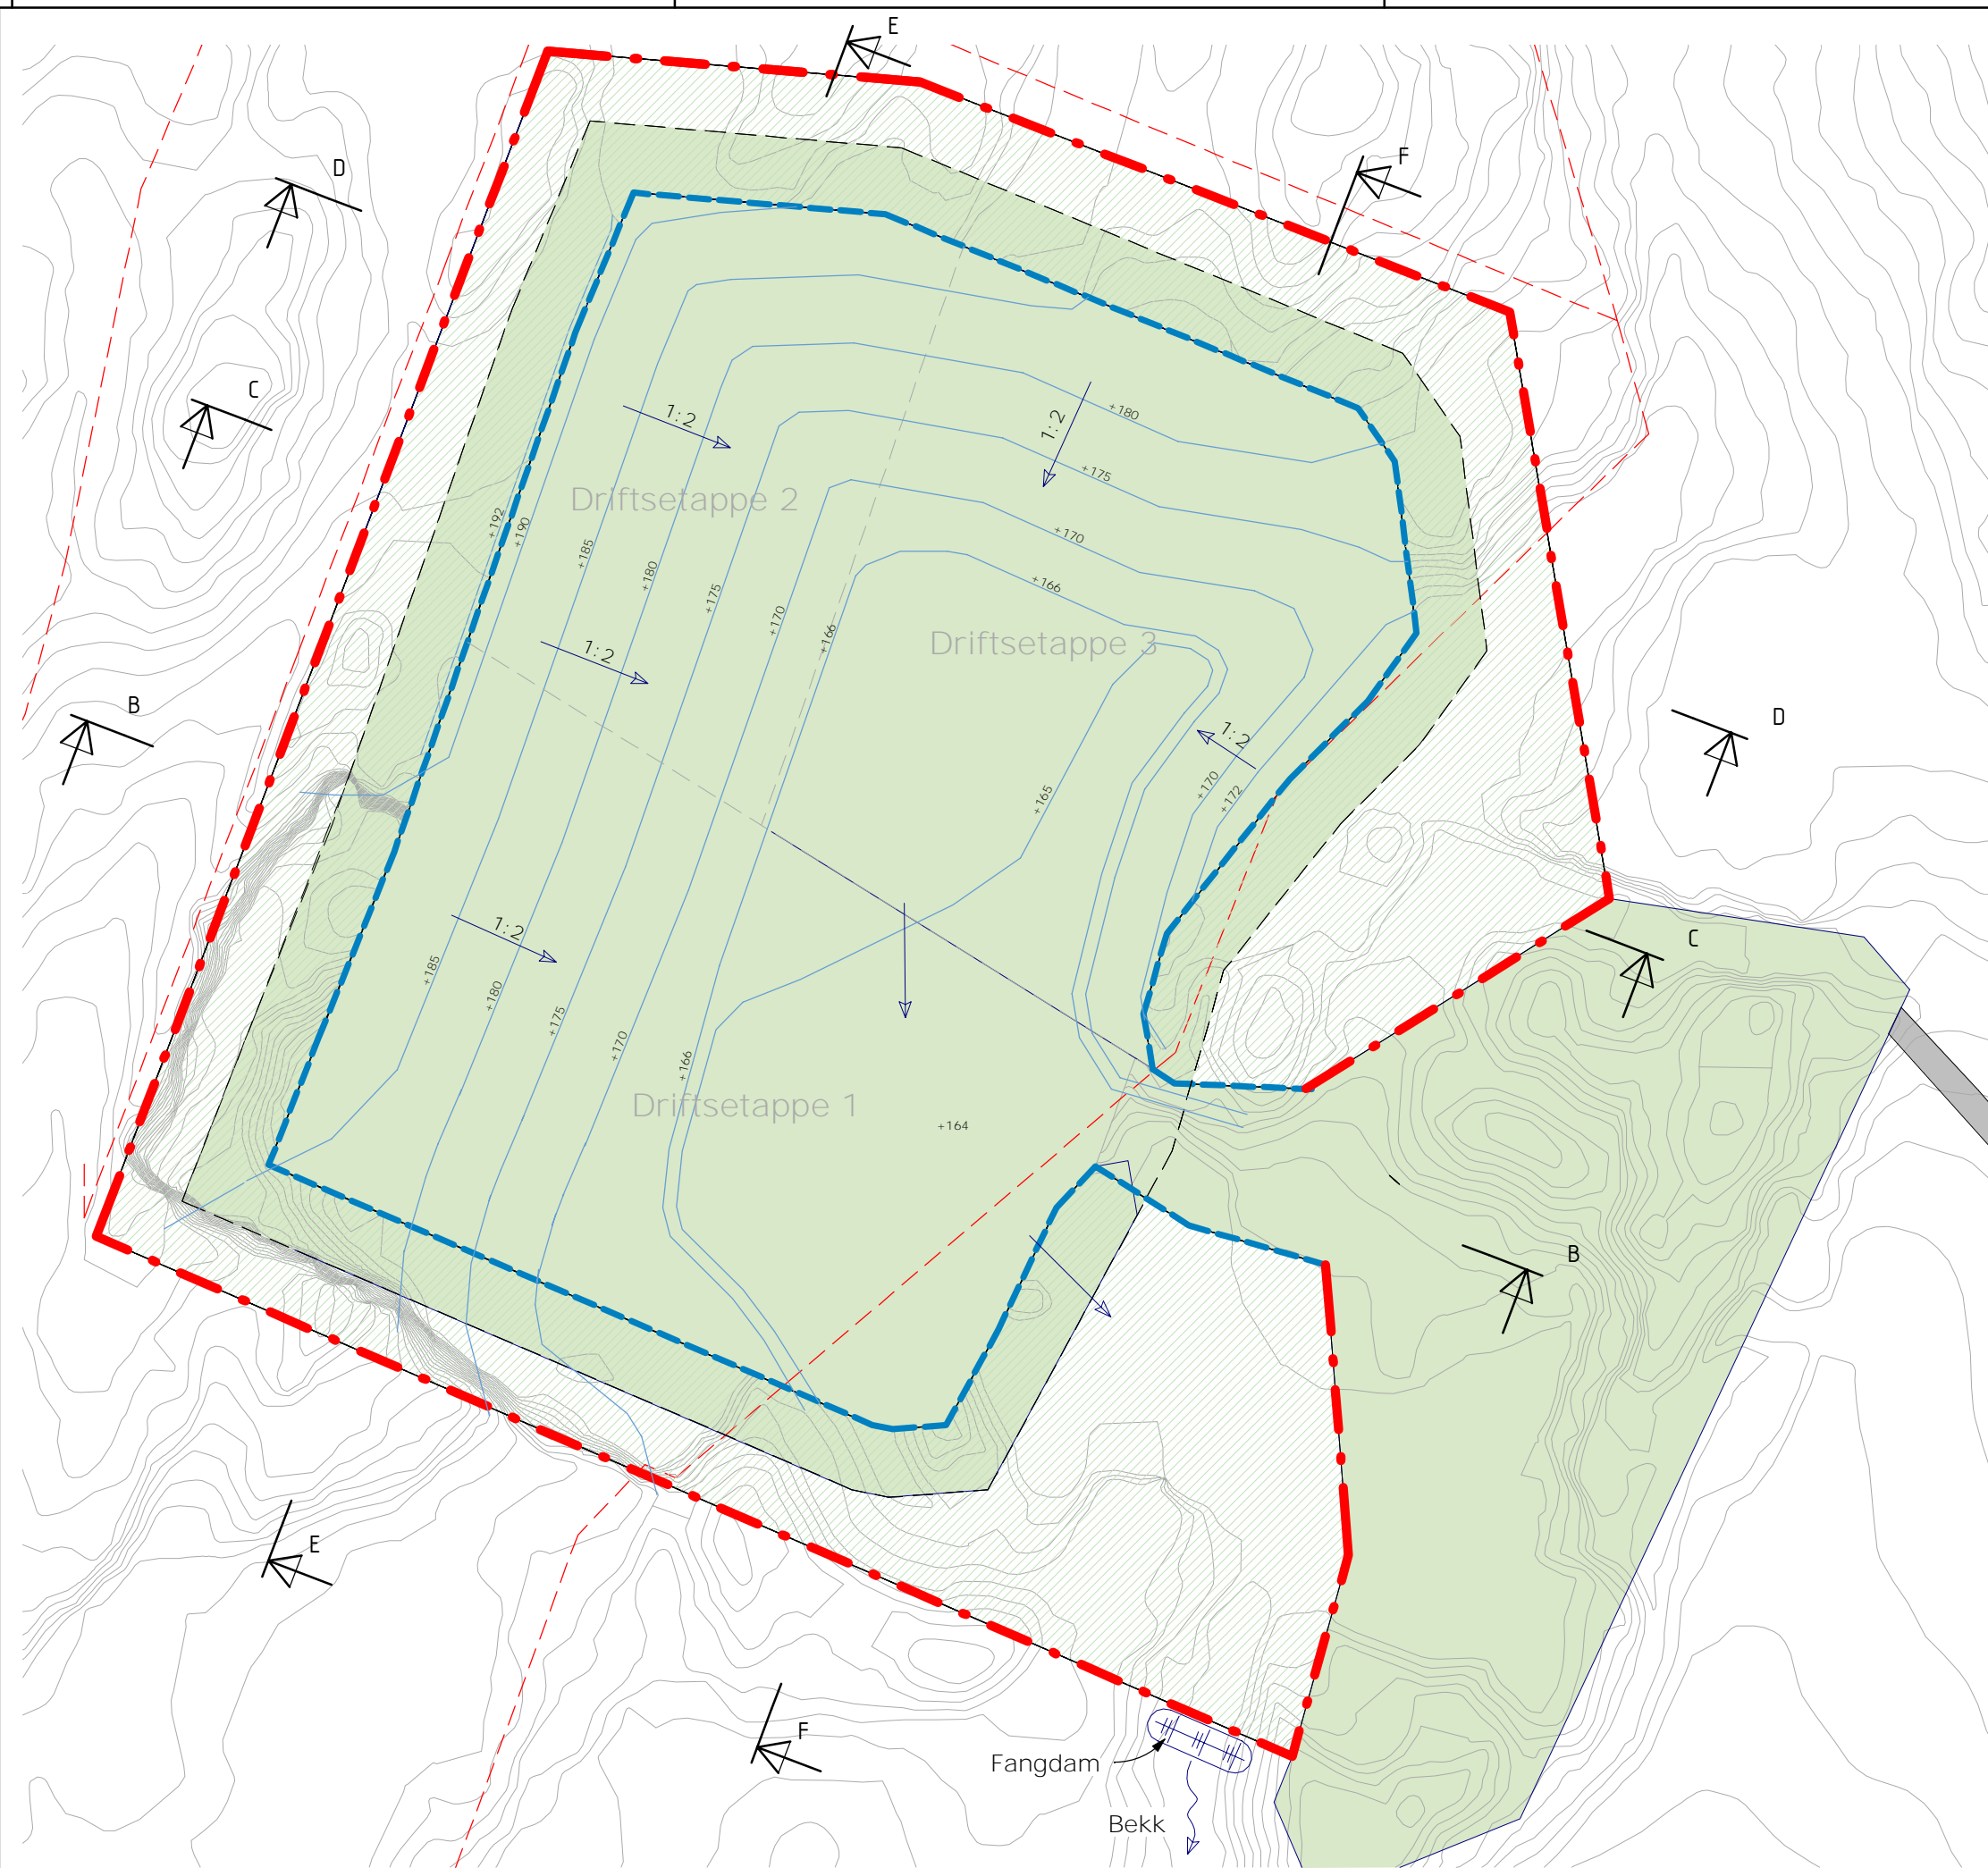 E
F
D
C
+180
1:2
1:2
+175
Driftsetappe 2
+192
+190
+185
+170
+180
+175
+166
+170
+166
Driftsetappe 3
1:2
B
D
1:2
+170
+172
+165
C
1:2
+185
+180
+175
+170
+166
Driftsetappe 1
+164
B
E
F
Fangdam
Bekk